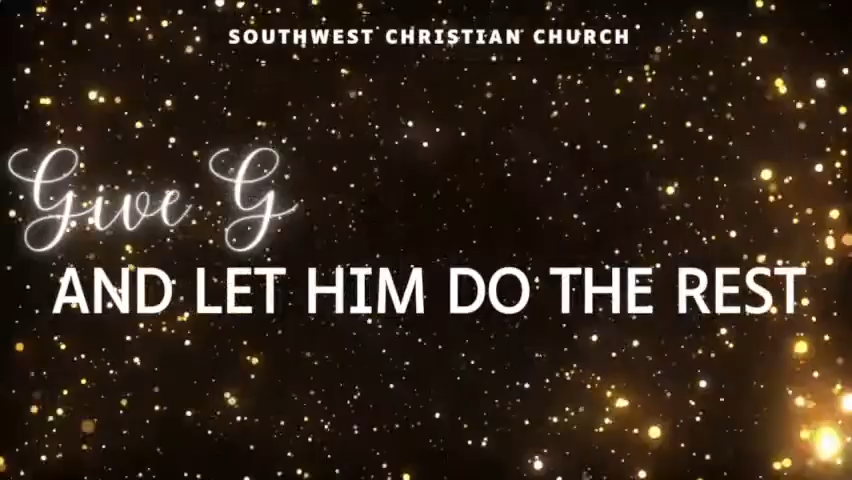 SOUTHWEST CHRISTIAN CHURCH
Give G
AND LET HIM DO THE REST